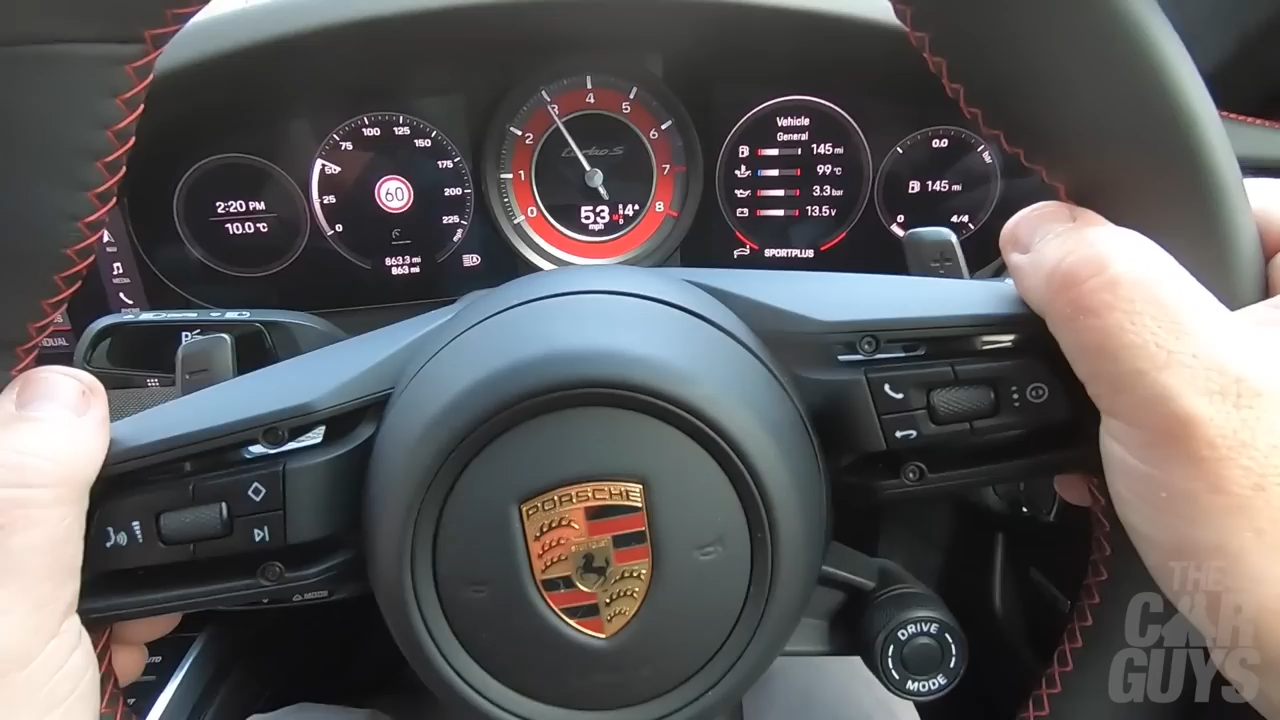 2:20 PM
10.0 °C
0
25
50
75
100
125
150
175
200
225
mph
60
863.3 mi
863 mi
0
1
2
3
4
5
6
7
8
turbo S
53
mph
M
4
Vehicle
General
145 mi
99 °C
3.3 bar
13.5 v
SPORTPLUS
0.0
bar
145 mi
0
4/4
+
-
MEDIA
MODE
PORSCHE
DRIVE
MODE
THE
CAR
GUYS